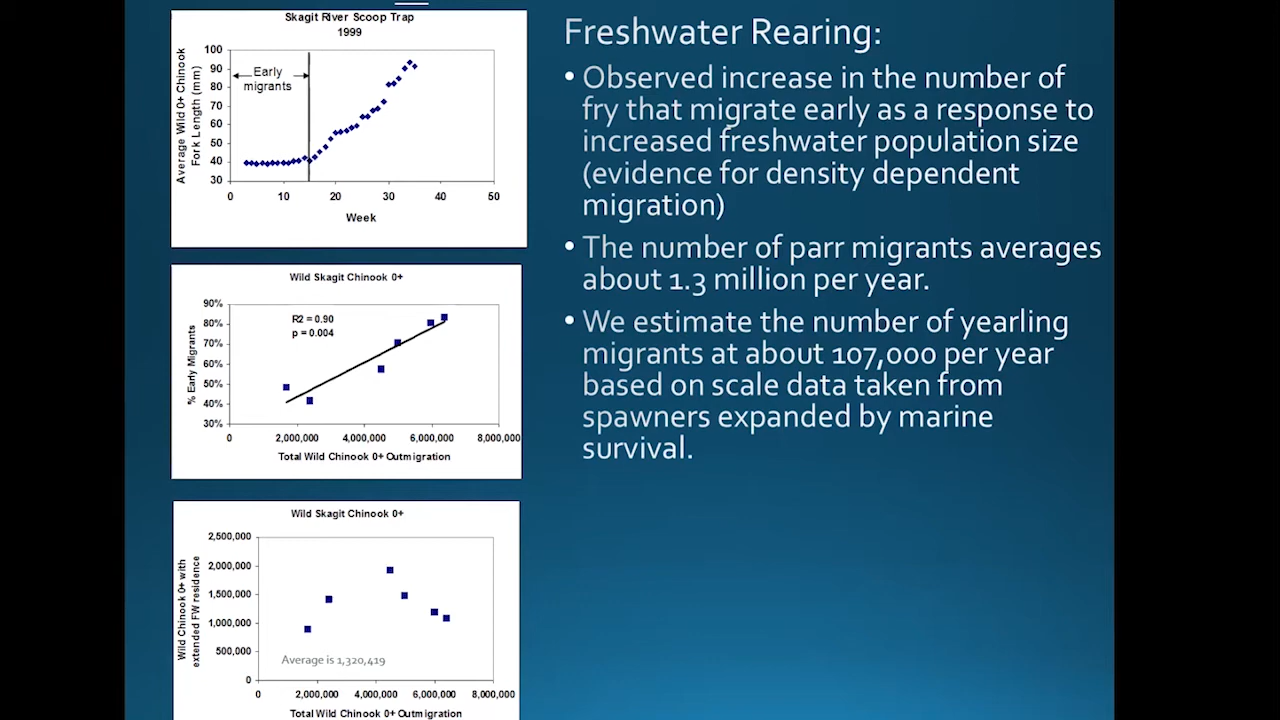 Skagit River Scoop Trap
1999
Average Wild 0+ Chinook
Fork Length (mm)
100
90
80
70
60
50
40
30
Early
migrants
0
10
20
30
40
50
Week
Wild Skagit Chinook 0+
% Early Migrants
90%
80%
70%
60%
50%
40%
30%
R2 = 0.90
p = 0.004
0
2,000,000
4,000,000
6,000,000
8,000,000
Total Wild Chinook 0+ Outmigration
Wild Skagit Chinook 0+
Wild Chinook 0+ with
extended FW residence
2,500,000
2,000,000
1,500,000
1,000,000
500,000
0
Average is 1,320,419
0
2,000,000
4,000,000
6,000,000
8,000,000
Total Wild Chinook 0+ Outmigration
Freshwater Rearing:
• Observed increase in the number of
fry that migrate early as a response to
increased freshwater population size
(evidence for density dependent
migration)
• The number of parr migrants averages
about 1.3 million per year.
• We estimate the number of yearling
migrants at about 107,000 per year
based on scale data taken from
spawners expanded by marine
survival.